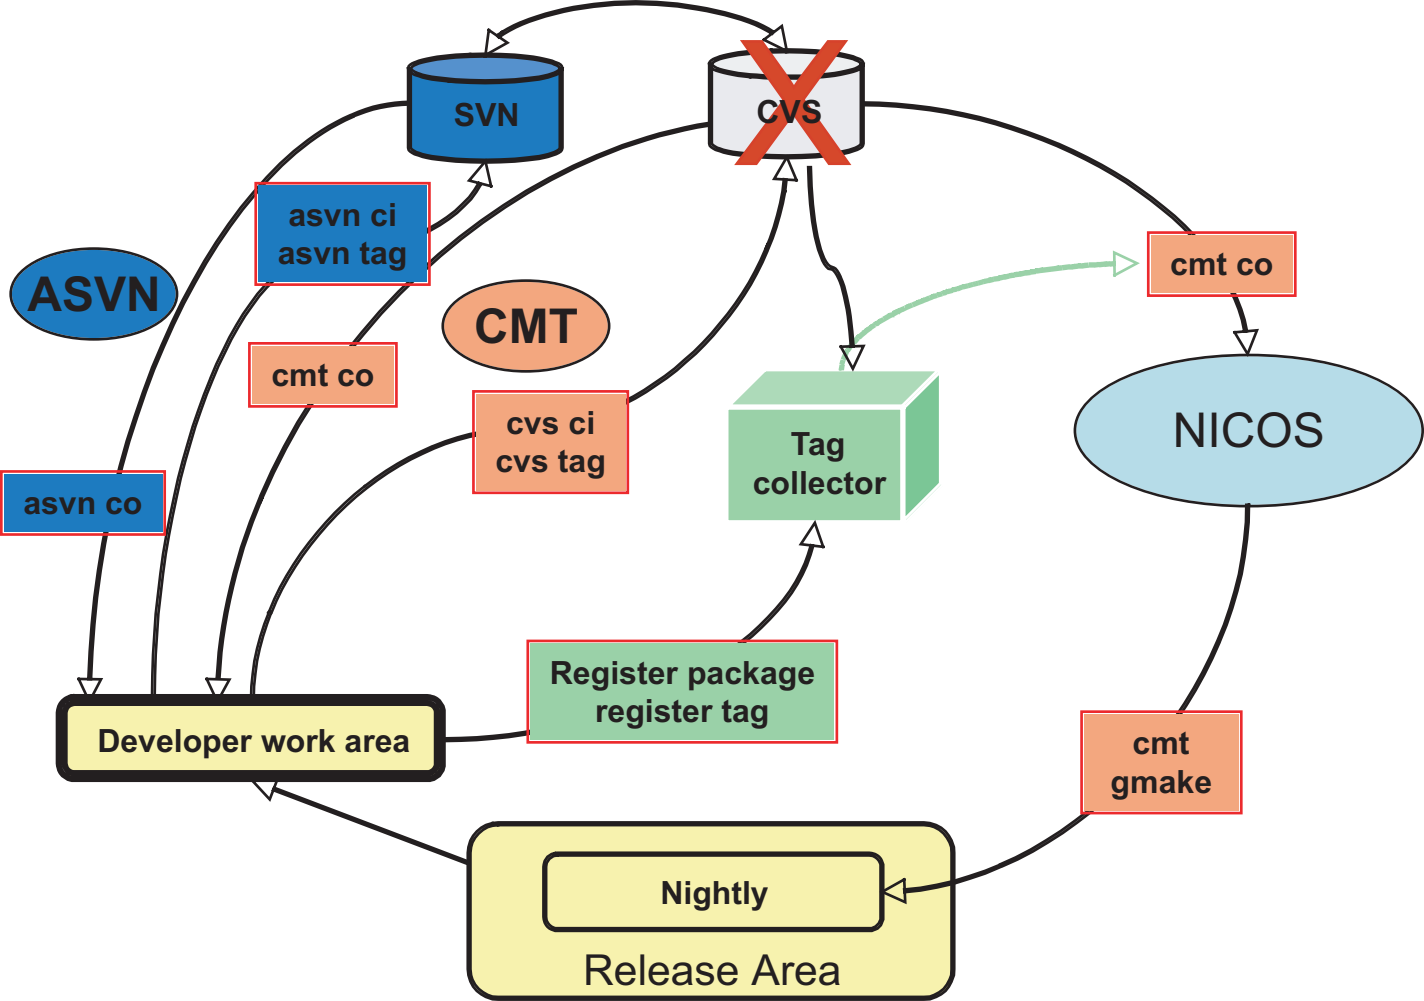 SVN
CVS
asvn ci
asvn tag
cmt co
ASVN
CMT
cmt co
cvs ci
cvs tag
Tag
collector
NICOS
asvn co
Register package
register tag
Developer work area
cmt
gmake
Nightly
Release Area